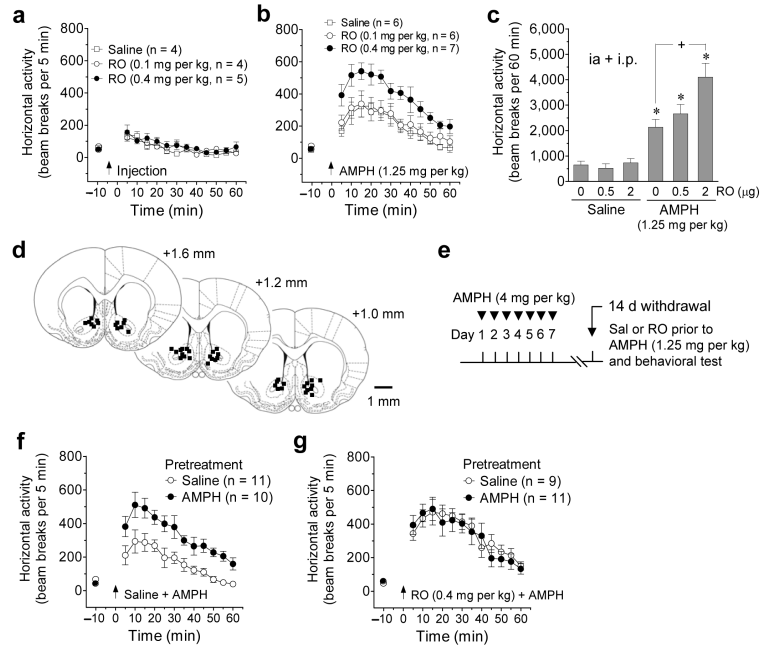 a
Horizontal activity
(beam breaks per 5 min)
800
600
400
200
0
Saline (n = 4)
RO (0.1 mg per kg, n = 4)
RO (0.4 mg per kg, n = 5)
Injection
–10 0 10 20 30 40 50 60
Time (min)
b
800
600
400
200
0
Saline (n = 6)
RO (0.1 mg per kg, n = 6)
RO (0.4 mg per kg, n = 7)
AMPH (1.25 mg per kg)
–10 0 10 20 30 40 50 60
Time (min)
c
Horizontal activity
(beam breaks per 60 min)
6,000
5,000
4,000
3,000
2,000
1,000
0
ia + i.p.
+
* * *
0 0.5 2 0 0.5 2 RO (μg)
Saline AMPH
(1.25 mg per kg)
d
+1.6 mm
+1.2 mm
+1.0 mm
1 mm
e
AMPH (4 mg per kg)
Day 1 2 3 4 5 6 7
14 d withdrawal
Sal or RO prior to
AMPH (1.25 mg per kg)
and behavioral test
f
Horizontal activity
(beam breaks per 5 min)
800
600
400
200
0
Pretreatment
Saline (n = 11)
AMPH (n = 10)
Saline + AMPH
–10 0 10 20 30 40 50 60
Time (min)
g
Horizontal activity
(beam breaks per 5 min)
800
600
400
200
0
Pretreatment
Saline (n = 9)
AMPH (n = 11)
RO (0.4 mg per kg) + AMPH
–10 0 10 20 30 40 50 60
Time (min)